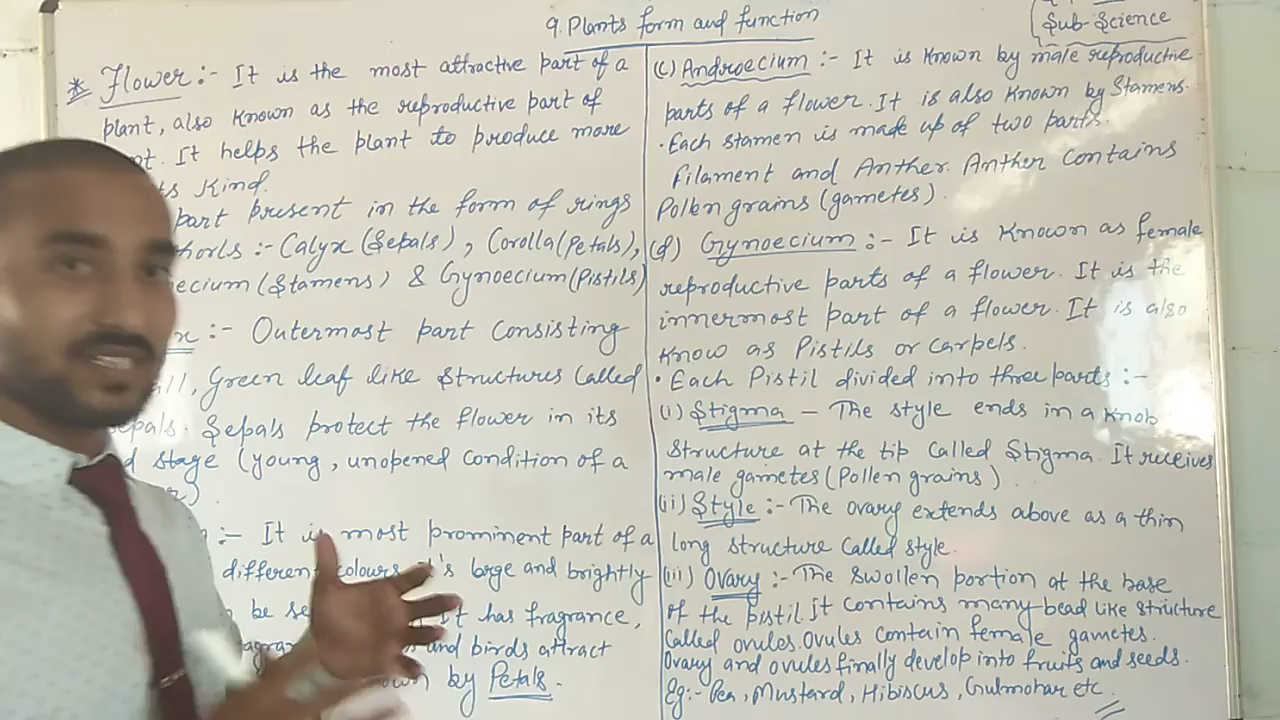 9. Plants form and function
Sub- Science
* Flower :- It is the most attractive part of a
plant, also known as the reproductive part of
It helps the plant to produce more
Kind.
part present in the form of rings
:- Calyx (Sepals), Corolla (Petals),
(Stamens) & Gynoecium (Pistils)
:- Outermost part consisting
, Green leaf like structures called
Sepals protect the flower in its
stage (young, unopened condition of a
:- It is most prominent part of a
different colours it's large and brightly
be It has fragrance,
and birds attract
by Petals.
(c) Androecium :- It is known by male reproductive
parts of a flower. It is also known by Stamens.
• Each stamen is made up of two parts.
Filament and Anther. Anther contains
Pollen grains (gametes).
(d) Gynoecium :- It is known as female
reproductive parts of a flower. It is the
innermost part of a flower. It is also
know as Pistils or carpels.
• Each Pistil divided into three parts :-
(i) Stigma – The style ends in a knob
structure at the tip called Stigma. It receives
male gametes (Pollen grains)
(ii) Style :- The ovary extends above as a thin
long structure called style.
(iii) Ovary :- The swollen portion at the base
of the pistil. It contains many bead like structure
called ovules. Ovules contain female gametes.
Ovary and ovules finally develop into fruits and seeds.
Eg:- Pea, Mustard, Hibiscus, Gulmohar etc.